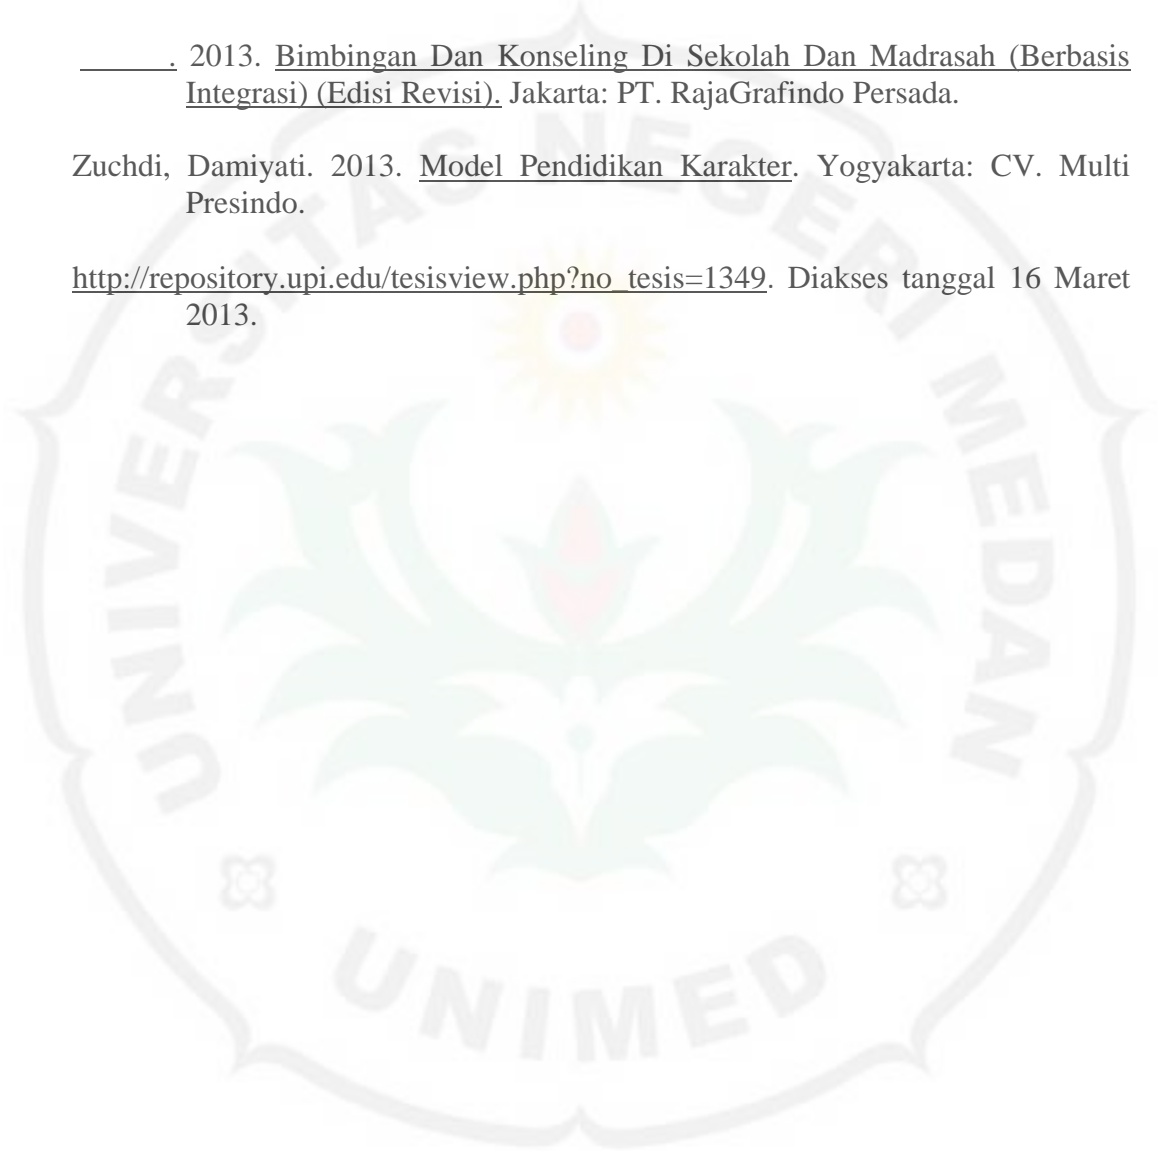 ______. 2013. Bimbingan Dan Konseling Di Sekolah Dan Madrasah (Berbasis
Integrasi) (Edisi Revisi). Jakarta: PT. RajaGrafindo Persada.
Zuchdi, Damiyati. 2013. Model Pendidikan Karakter. Yogyakarta: CV. Multi
Presindo.
http://repository.upi.edu/tesisview.php?no_tesis=1349. Diakses tanggal 16 Maret
2013.
UNIVERSITAS NEGERI MEDAN
UNIMED